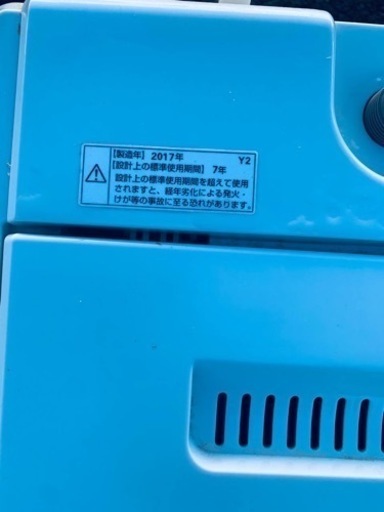 【製造年】2017年 Y2
【設計上の標準使用期間】7年
設計上の標準使用期間を超えて使用
されますと、経年劣化による発火・
けが等の事故に至る恐れがあります。